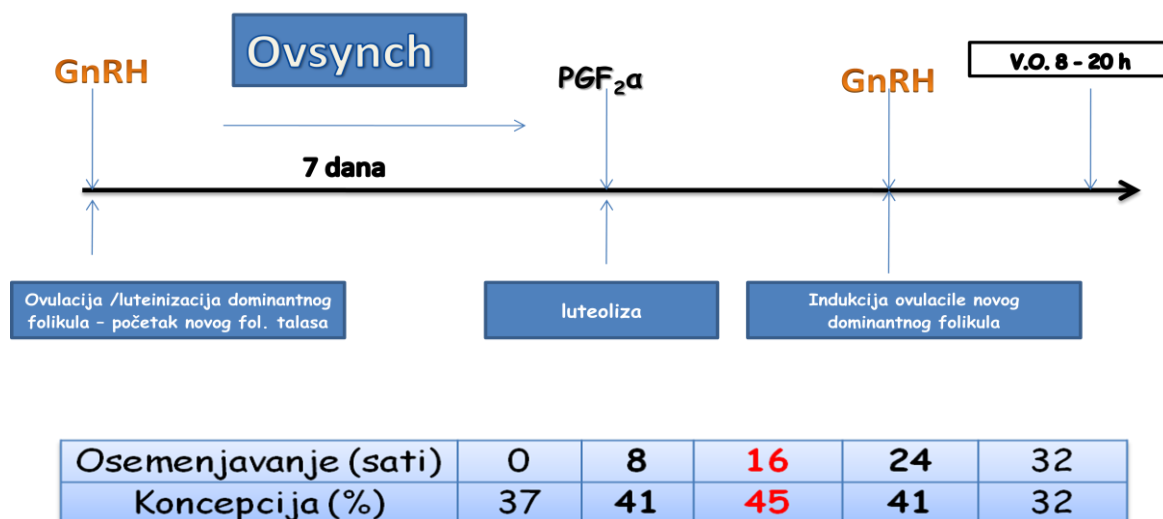 Ovsynch
GnRH
PGF₂α
GnRH
V.O. 8 - 20 h
7 dana
Ovulacija /luteinizacija dominantnog
folikula – početak novog fol. talasa
luteoliza
Indukcija ovulacile novog
dominantnog folikula
Osemenjavanje (sati) 0 8 16 24 32
Koncepcija (%) 37 41 45 41 32